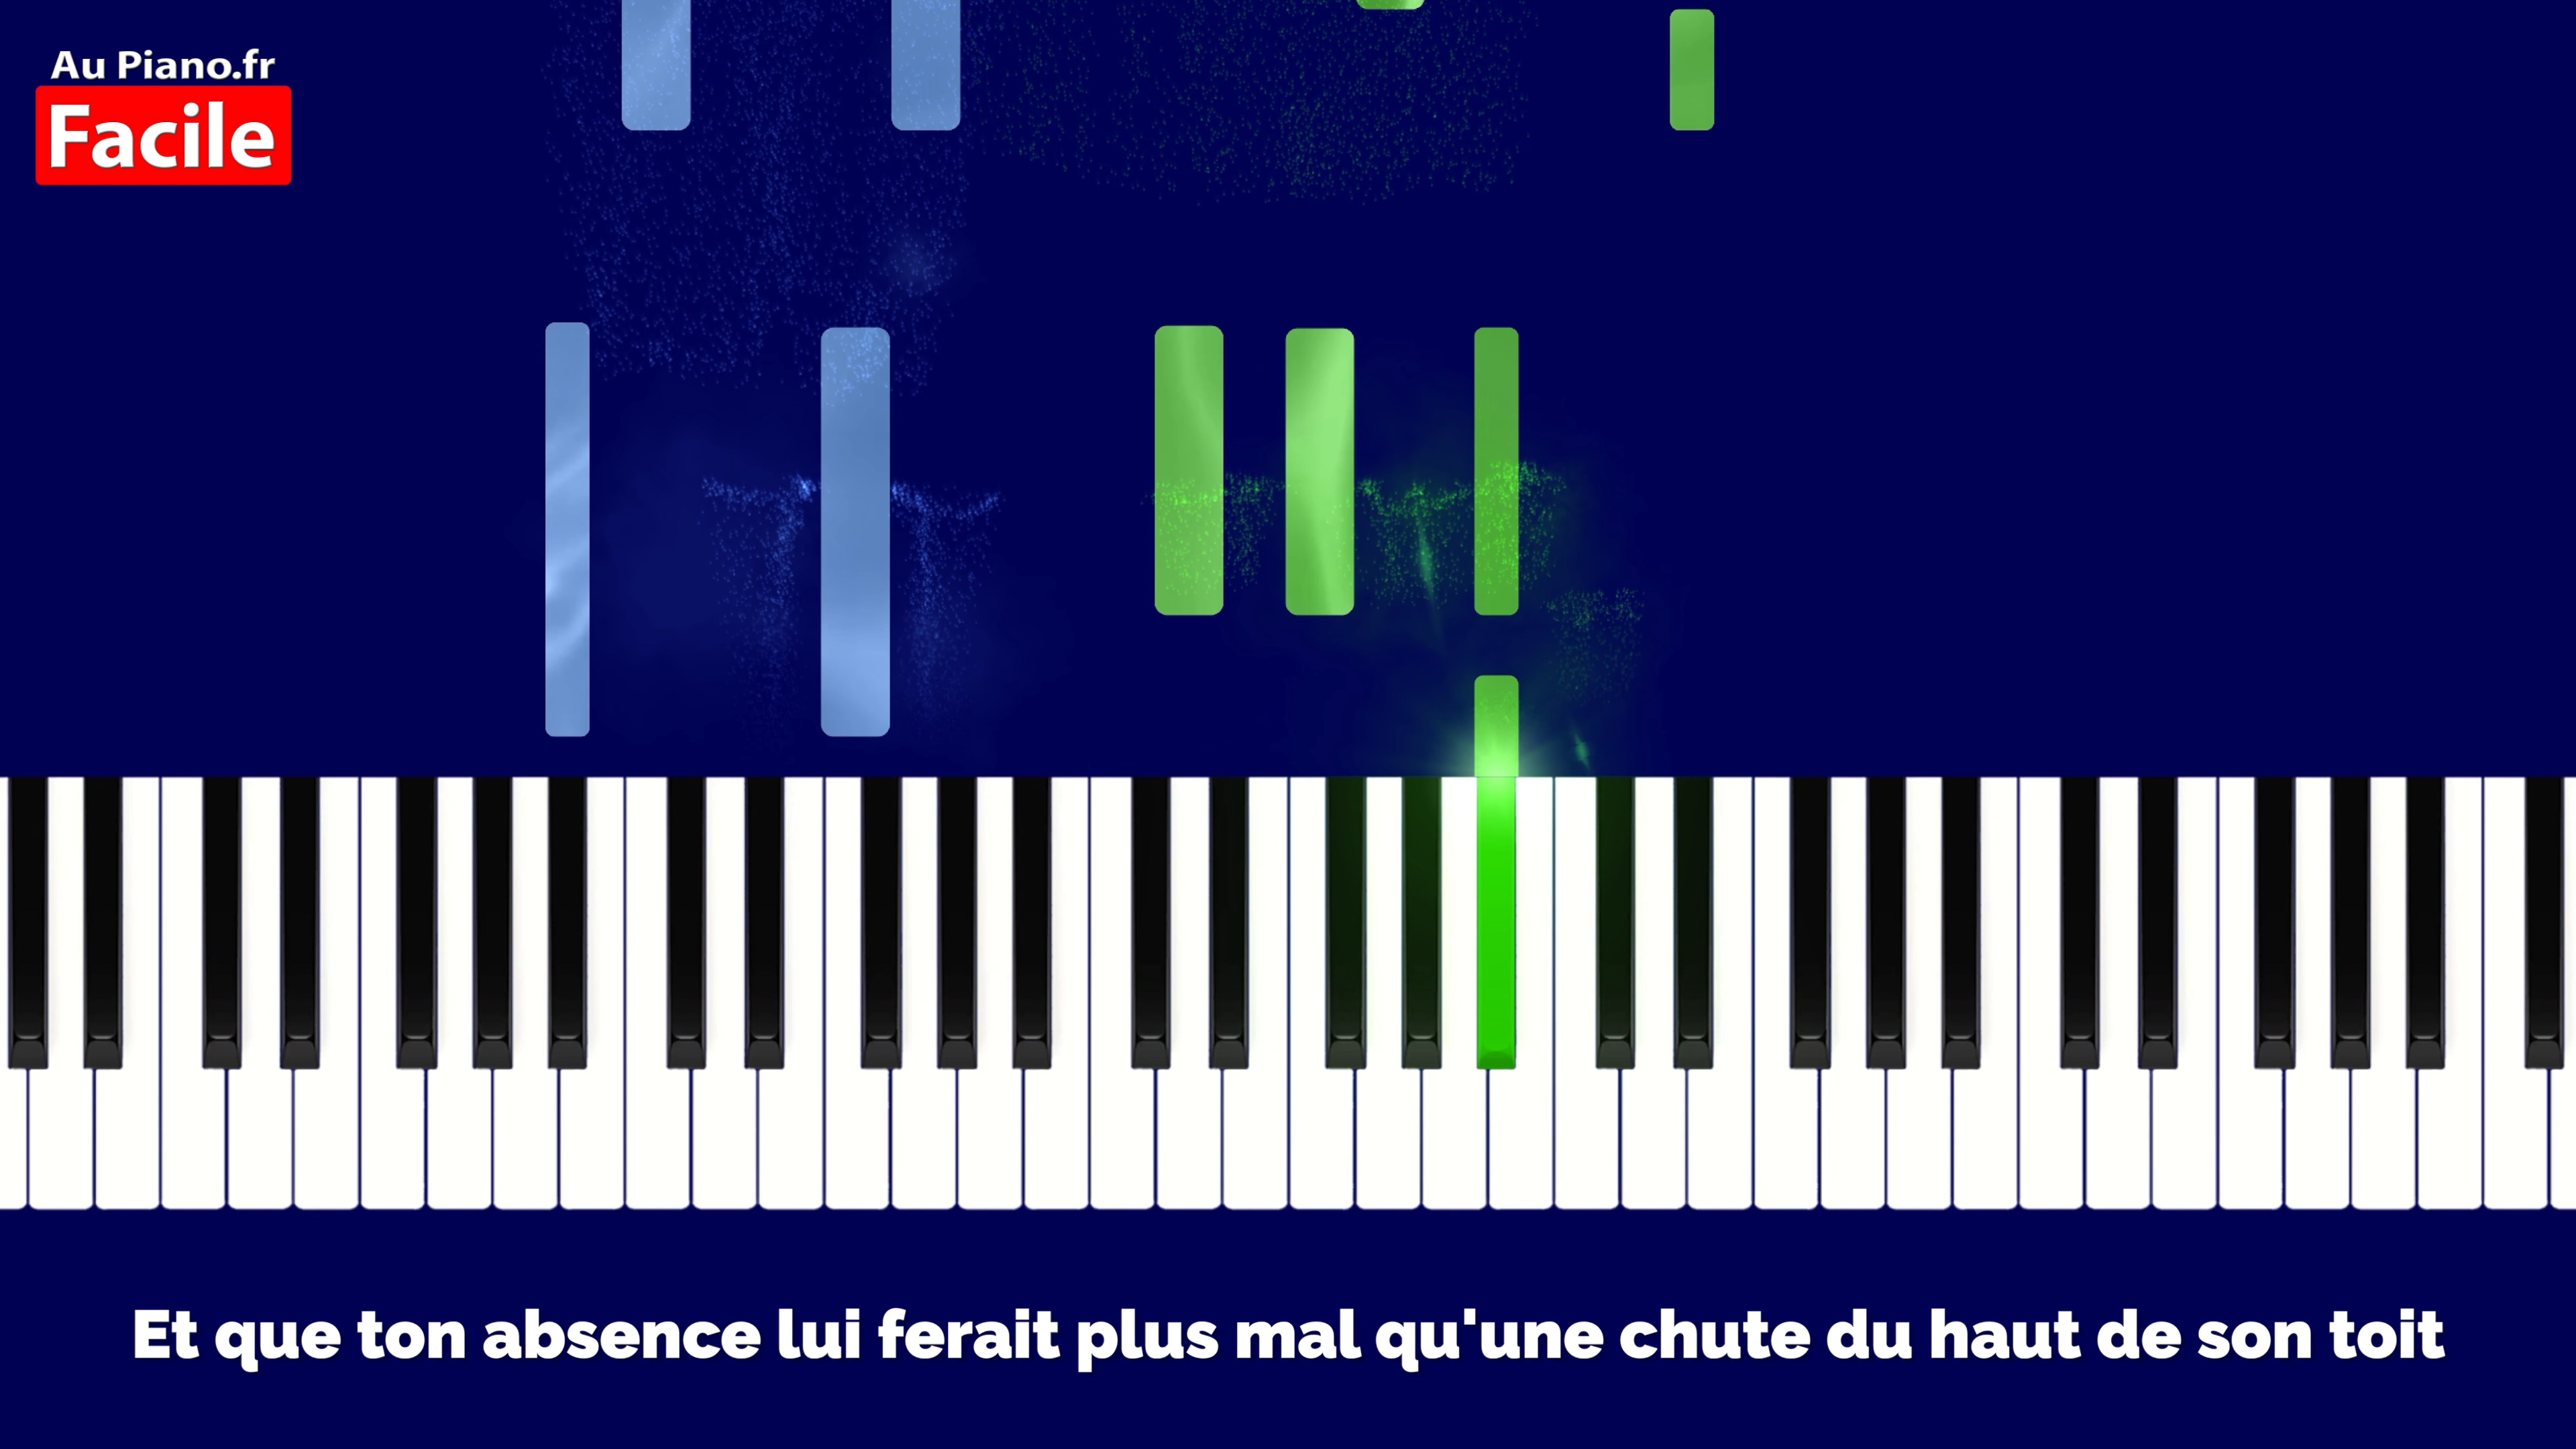 Au Piano.fr
Facile
Et que ton absence lui ferait plus mal qu'une chute du haut de son toit